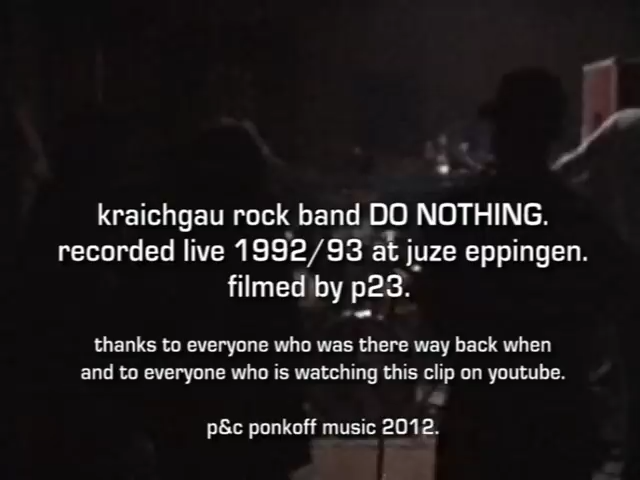 kraichgau rock band DO NOTHING.
recorded live 1992/93 at juze eppingen.
filmed by p23.
thanks to everyone who was there way back when
and to everyone who is watching this clip on youtube.
p&c ponkoff music 2012.